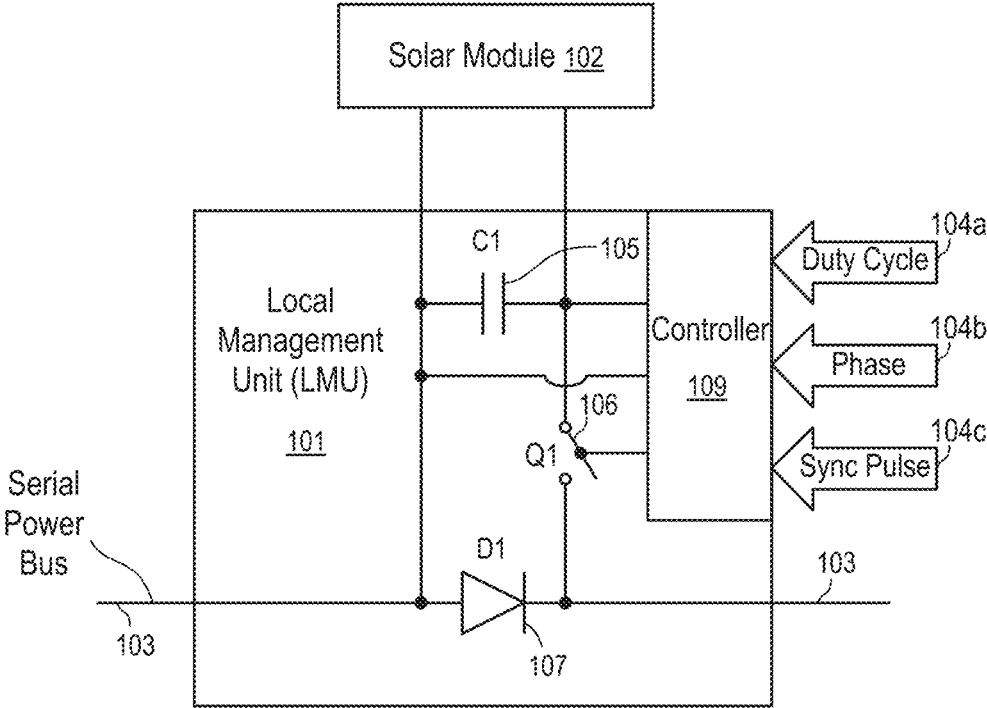 Solar Module 102
C1
105
104a
Duty Cycle
Local
Management
Unit (LMU)
101
Controller
109
104b
Phase
106
Q1
104c
Sync Pulse
Serial
Power
Bus
D1
103
103
107